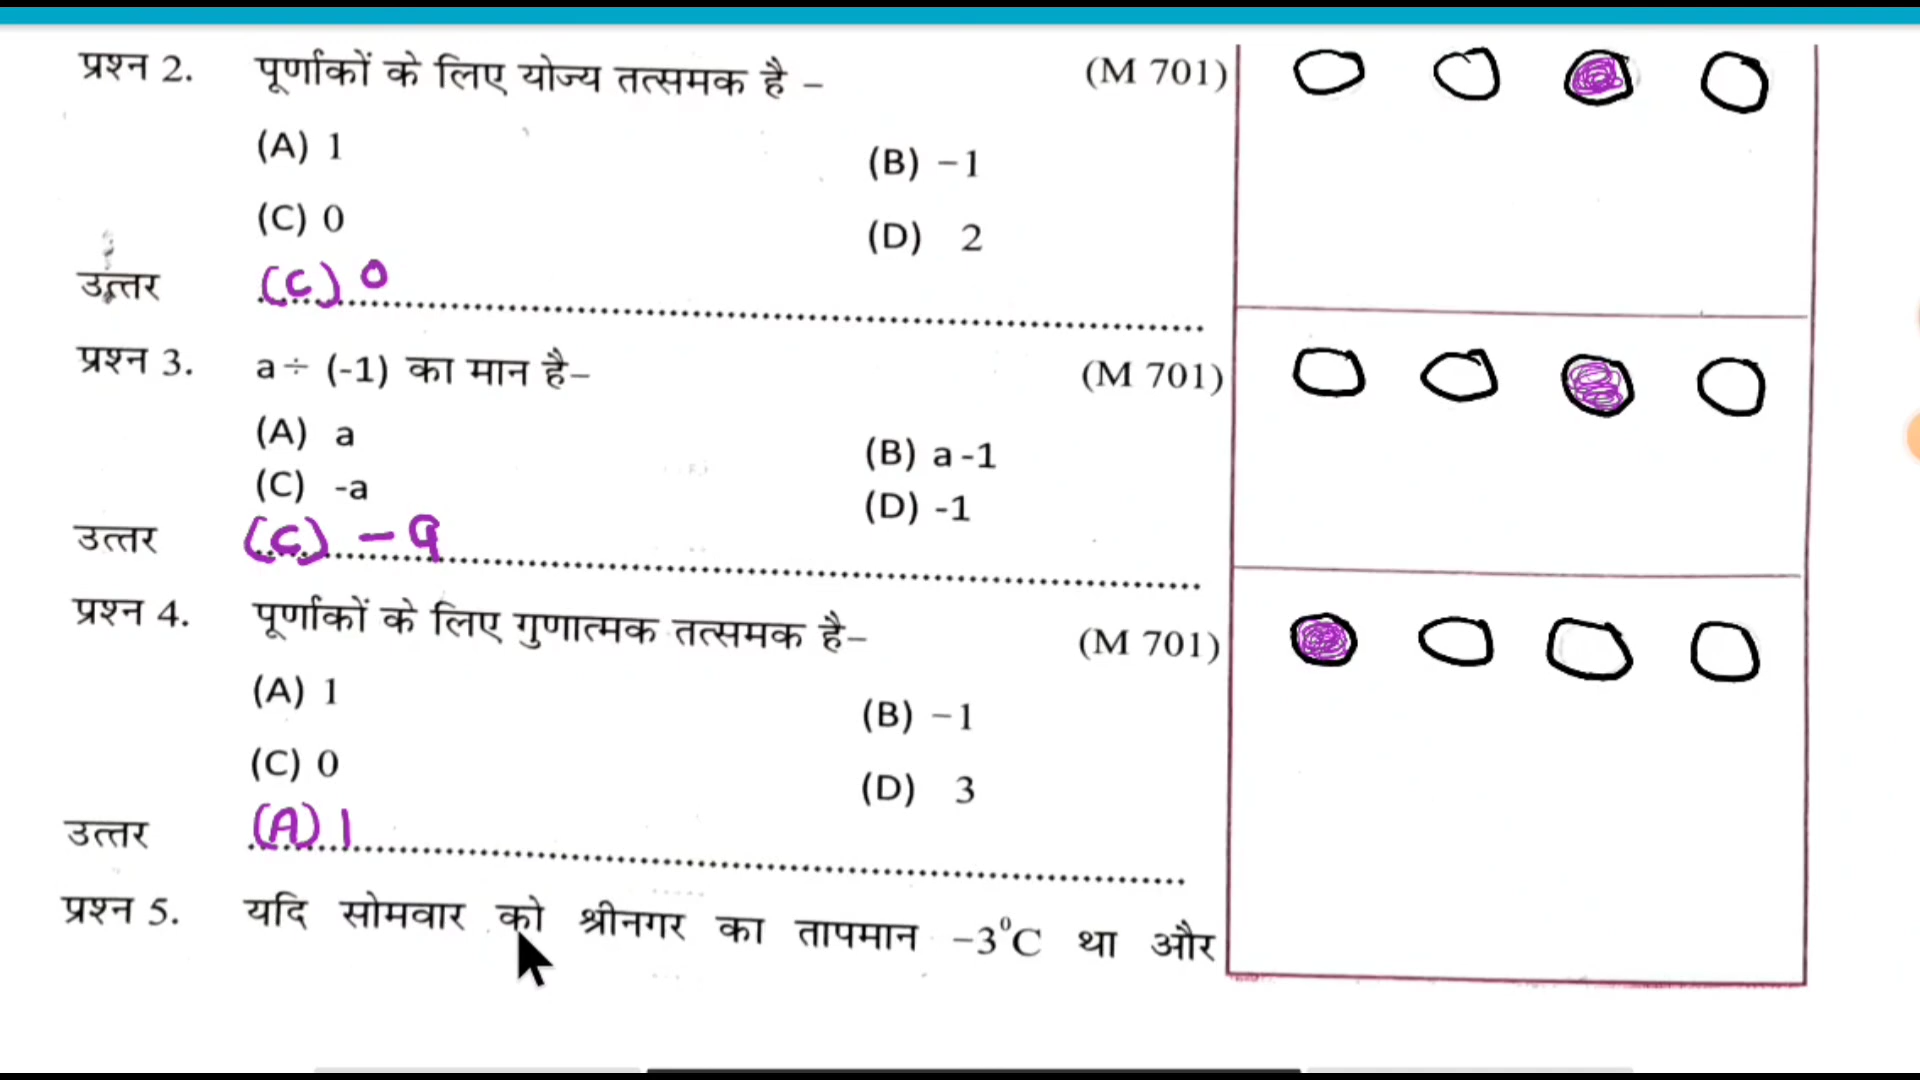 प्रश्न 2. पूर्णाकों के लिए योज्य तत्समक है – (M 701)
(A) 1 (B) –1
(C) 0 (D) 2
उत्तर (C) 0
प्रश्न 3. a÷ (-1) का मान है– (M 701)
(A) a (B) a -1
(C) -a (D) -1
उत्तर (C) – a
प्रश्न 4. पूर्णाकों के लिए गुणात्मक तत्समक है– (M 701)
(A) 1 (B) –1
(C) 0 (D) 3
उत्तर (A) 1
प्रश्न 5. यदि सोमवार को श्रीनगर का तापमान –3⁰C था और